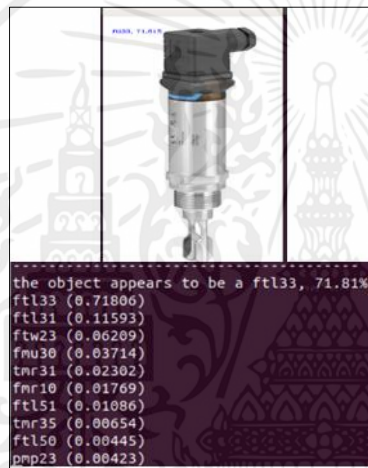 ftl33, 71.81%
the object appears to be a ftl33, 71.81%
ftl33 (0.71806)
ftl31 (0.11593)
ftw23 (0.06209)
fmu30 (0.03714)
tmr31 (0.02302)
fmr10 (0.01769)
ftl51 (0.01086)
tmr35 (0.00654)
ftl50 (0.00445)
pmp23 (0.00423)